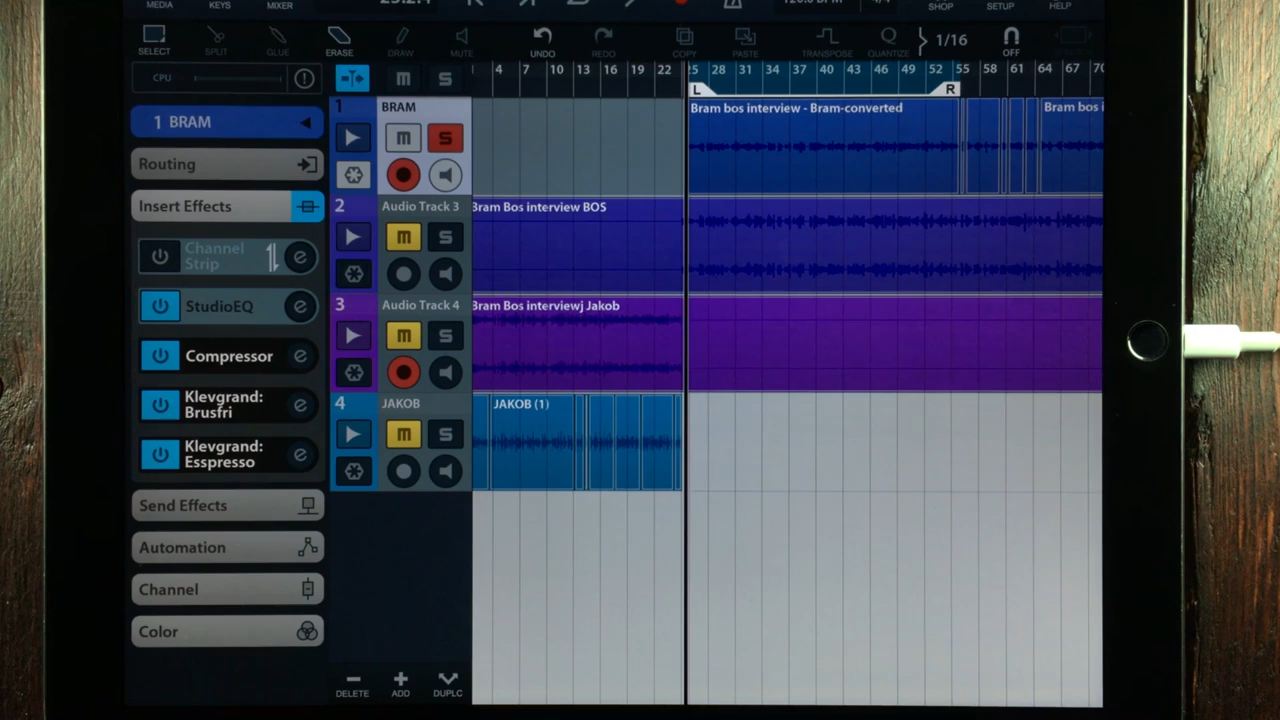 MEDIA KEYS MIXER SHOP SETUP HELP
SELECT SPLIT GLUE ERASE DRAW MUTE UNDO REDO COPY PASTE TRANSPOSE QUANTIZE 1/16 OFF
CPU
M S
4 7 10 13 16 19 22 25 28 31 34 37 40 43 46 49 52 55 58 61 64 67 70
L R
1 BRAM
Routing
Insert Effects
Channel
Strip
StudioEQ
Compressor
Klevgrand:
Brusfri
Klevgrand:
Esspresso
Send Effects
Automation
Channel
Color
1 BRAM
M S
Bram bos interview - Bram-converted
Bram bos i
2 Audio Track 3
M S
Bram Bos interview BOS
3 Audio Track 4
M S
Bram Bos interviewj Jakob
4 JAKOB
M S
JAKOB (1)
DELETE ADD DUPLC